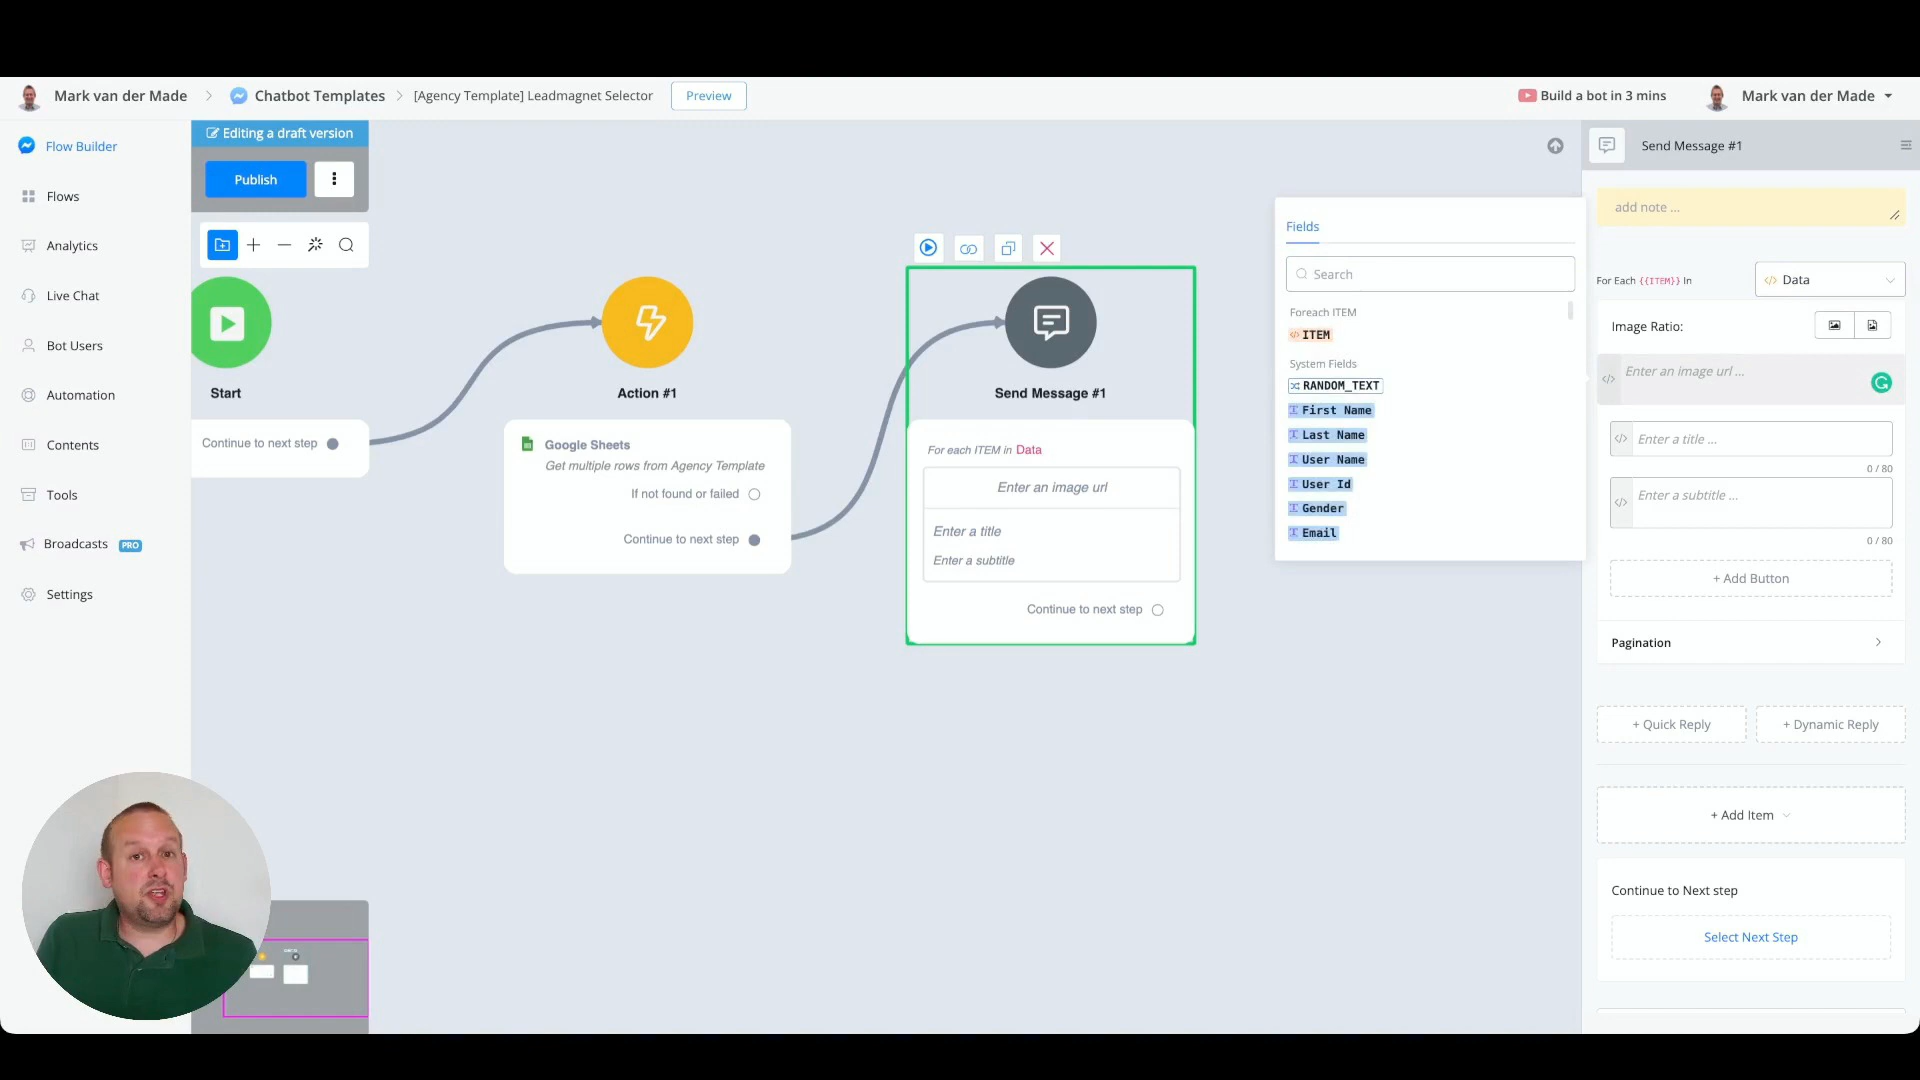 Mark van der Made
Chatbot Templates
[Agency Template] Leadmagnet Selector
Preview
Build a bot in 3 mins
Mark van der Made
Flow Builder
Flows
Analytics
Live Chat
Bot Users
Automation
Contents
Tools
Broadcasts PRO
Settings
Editing a draft version
Publish
Start
Continue to next step
Action #1
Google Sheets
Get multiple rows from Agency Template
If not found or failed
Continue to next step
Send Message #1
For each ITEM in Data
Enter an image url
Enter a title
Enter a subtitle
Continue to next step
Fields
Search
Foreach ITEM
ITEM
System Fields
RANDOM_TEXT
First Name
Last Name
User Name
User Id
Gender
Email
Send Message #1
add note ...
For Each {{ITEM}} In
Data
Image Ratio:
Enter an image url ...
Enter a title ...
0 / 80
Enter a subtitle ...
0 / 80
+ Add Button
Pagination
+ Quick Reply
+ Dynamic Reply
+ Add Item
Continue to Next step
Select Next Step